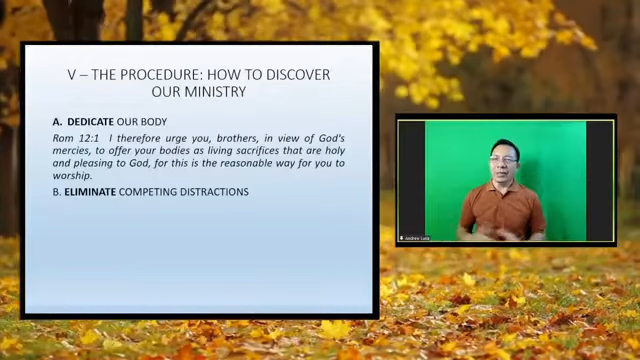 V – THE PROCEDURE: HOW TO DISCOVER
OUR MINISTRY
A. DEDICATE OUR BODY
Rom 12:1 I therefore urge you, brothers, in view of God's
mercies, to offer your bodies as living sacrifices that are holy
and pleasing to God, for this is the reasonable way for you to
worship.
B. ELIMINATE COMPETING DISTRACTIONS
Andrew